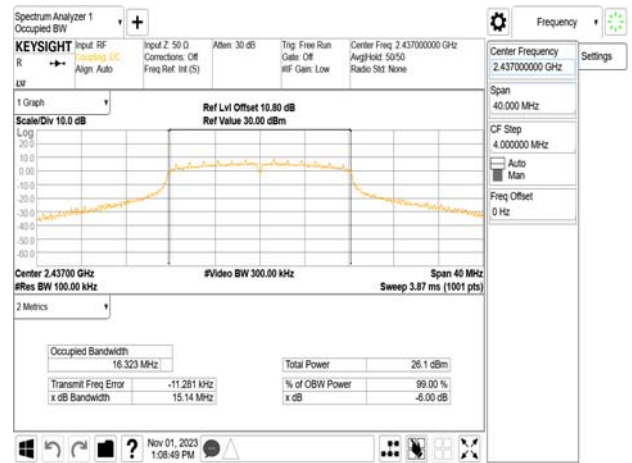 Spectrum Analyzer 1
Occupied BW
Frequency
KEYSIGHT
R
LXI
Input: RF
Coupling: DC
Align: Auto
Input Z: 50 Ω
Corrections: Off
Freq Ref: Int (S)
Atten: 30 dB
Trig: Free Run
Gate: Off
#IF Gain: Low
Center Freq: 2.437000000 GHz
Avg|Hold: 50/50
Radio Std: None
Center Frequency
2.437000000 GHz
Settings
Span
40.000 MHz
CF Step
4.000000 MHz
Auto
Man
Freq Offset
0 Hz
1 Graph
Scale/Div 10.0 dB
Ref Lvl Offset 10.80 dB
Ref Value 30.00 dBm
Log
20.0
10.0
0.00
-10.0
-20.0
-30.0
-40.0
-50.0
-60.0
Center 2.43700 GHz
#Res BW 100.00 kHz
#Video BW 300.00 kHz
Span 40 MHz
Sweep 3.87 ms (1001 pts)
2 Metrics
Occupied Bandwidth
16.323 MHz
Transmit Freq Error -11.281 kHz
x dB Bandwidth 15.14 MHz
Total Power 26.1 dBm
% of OBW Power 99.00 %
x dB -6.00 dB
?
Nov 01, 2023
1:08:49 PM